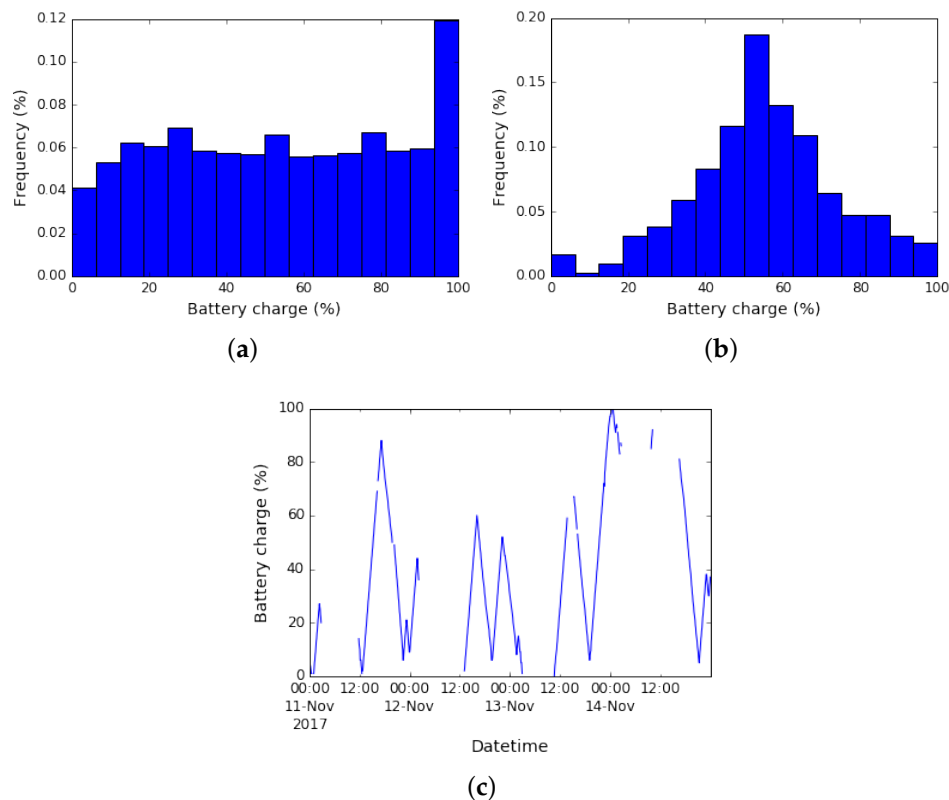 0.12
0.10
0.08
0.06
0.04
0.02
0.00
Frequency (%)
0 20 40 60 80 100
Battery charge (%)
(a)
0.20
0.15
0.10
0.05
0.00
Frequency (%)
0 20 40 60 80 100
Battery charge (%)
(b)
100
80
60
40
20
0
Battery charge (%)
00:00 12:00 00:00 12:00 00:00 12:00 00:00 12:00
11-Nov 12-Nov 13-Nov 14-Nov
2017
Datetime
(c)